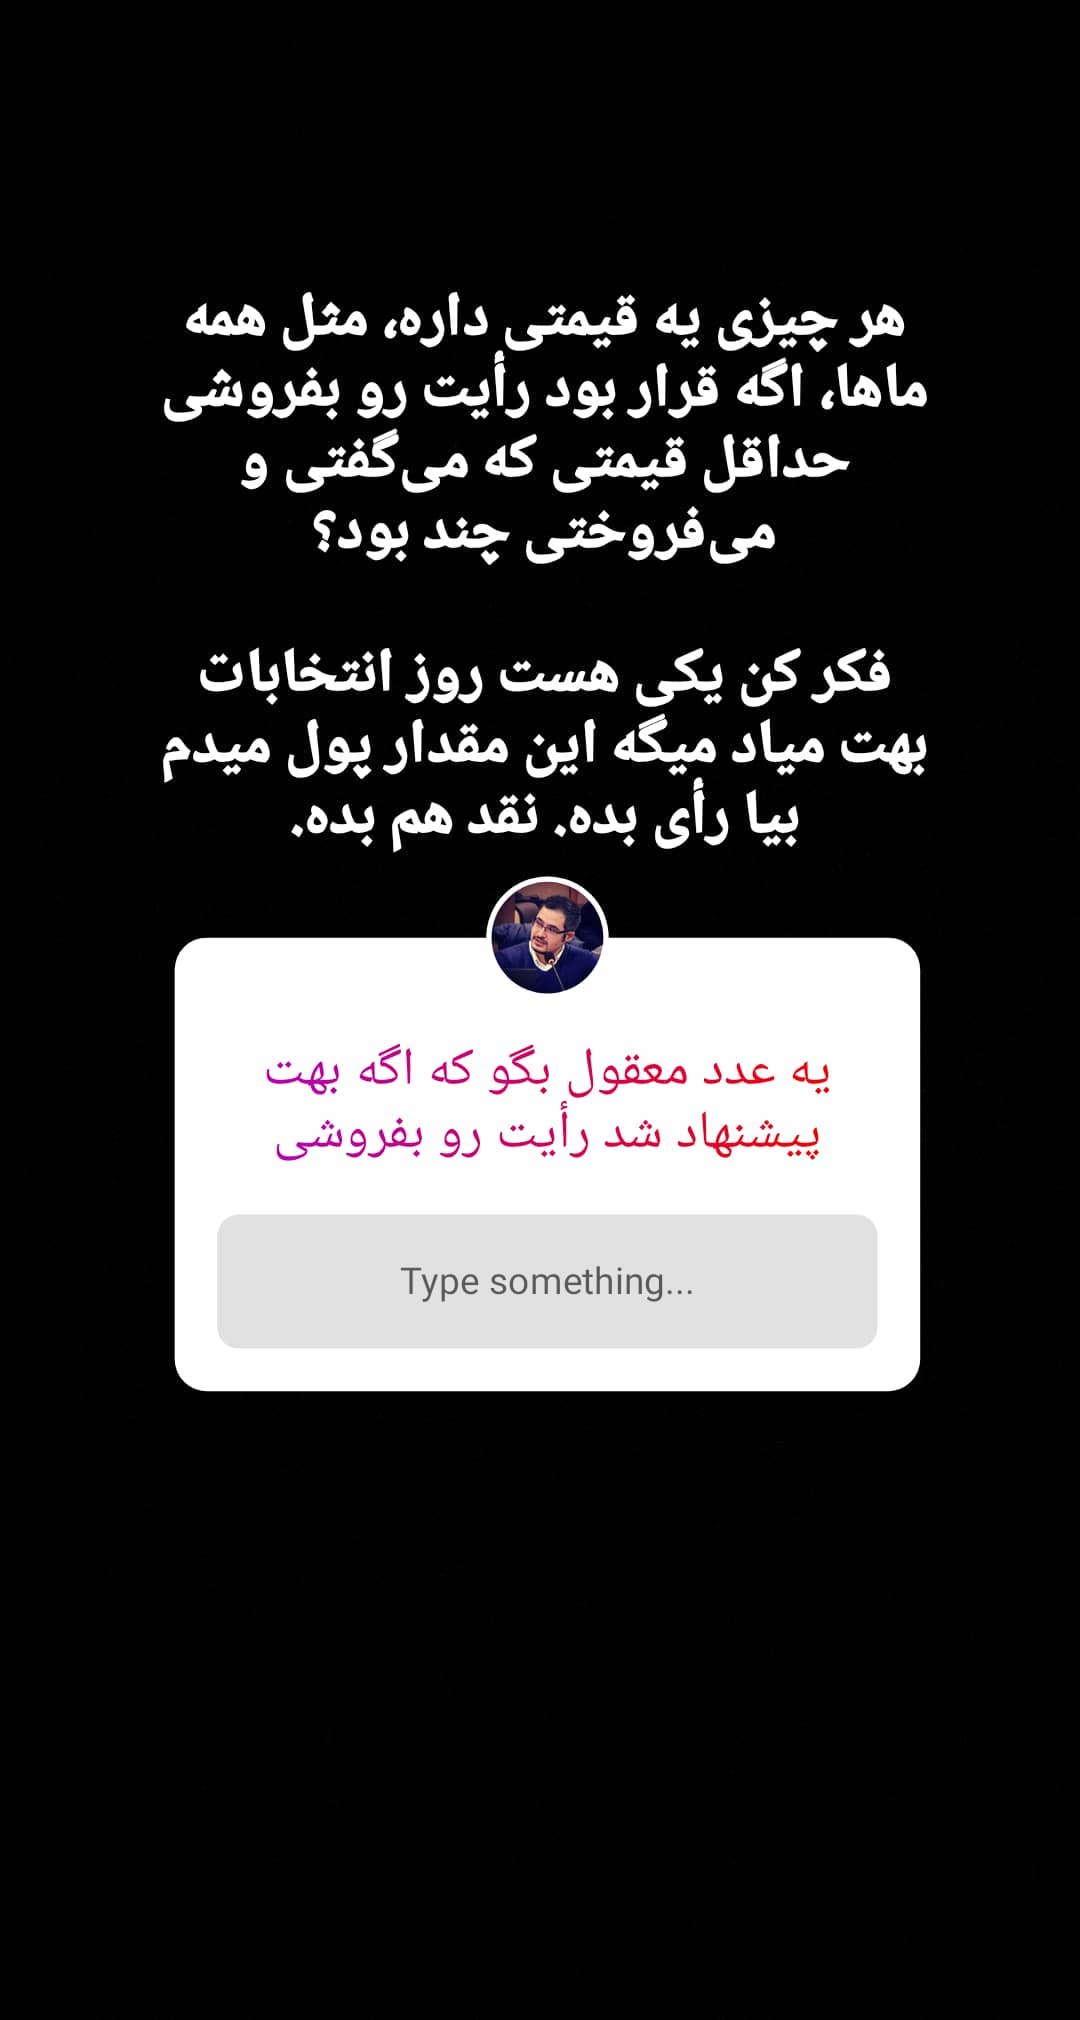 هر چیزی یه قیمتی داره، مثل همه
ماها، اگه قرار بود رأیت رو بفروشی
حداقل قیمتی که می‌گفتی و
می‌فروختی چند بود؟
فکر کن یکی هست روز انتخابات
بهت میاد میگه این مقدار پول میدم
بیا رأی بده. نقد هم بده.
یه عدد معقول بگو که اگه بهت
پیشنهاد شد رأیت رو بفروشی
Type something...